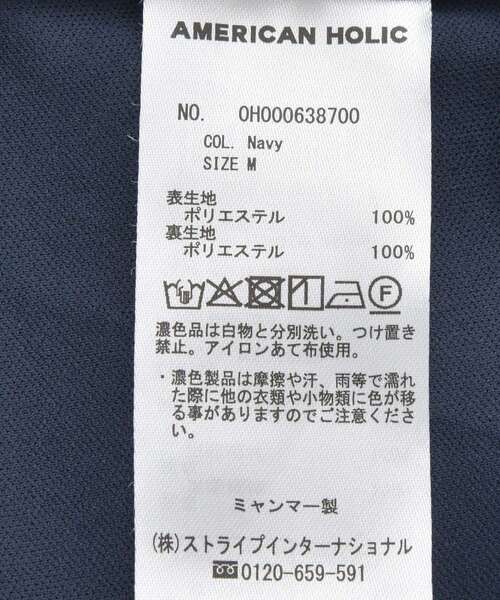 AMERICAN HOLIC
NO. OH000638700
COL. Navy
SIZE M
表生地
ポリエステル 100%
裏生地
ポリエステル 100%
F
濃色品は白物と分別洗い。つけ置き
禁止。アイロンあて布使用。
・濃色製品は摩擦や汗、雨等で濡れ
た際に他の衣類や小物類に色が移
る事がありますのでご注意くださ
い。
ミャンマー製
(株)ストライプインターナショナル
0120-659-591